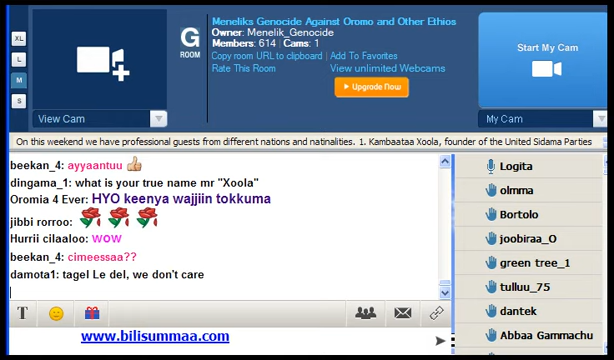 XL
L
M
S
View Cam
G
ROOM
Meneliks Genocide Against Oromo and Other Ethios
Owner: Menelik_Genocide
Members: 614 | Cams: 1
Copy room URL to clipboard | Add To Favorites
Rate This Room View unlimited Webcams
Upgrade Now
Start My Cam
My Cam
On this weekend we have professional guests from different nations and natinalities. 1. Kambaataa Xoola, founder of the United Sidama Parties
beekan_4: ayyaantuu
dingama_1: what is your true name mr "Xoola"
Oromia 4 Ever: HYO keenya wajjiin tokkuma
jibbi rorroo:
Hurrii cilaaloo: wow
beekan_4: cimeessaa??
damota1: tagel Le del, we don't care
T
www.bilisummaa.com
Logita
olmma
Bortolo
joobiraa_O
green tree_1
tulluu_75
dantek
Abbaa Gammachu